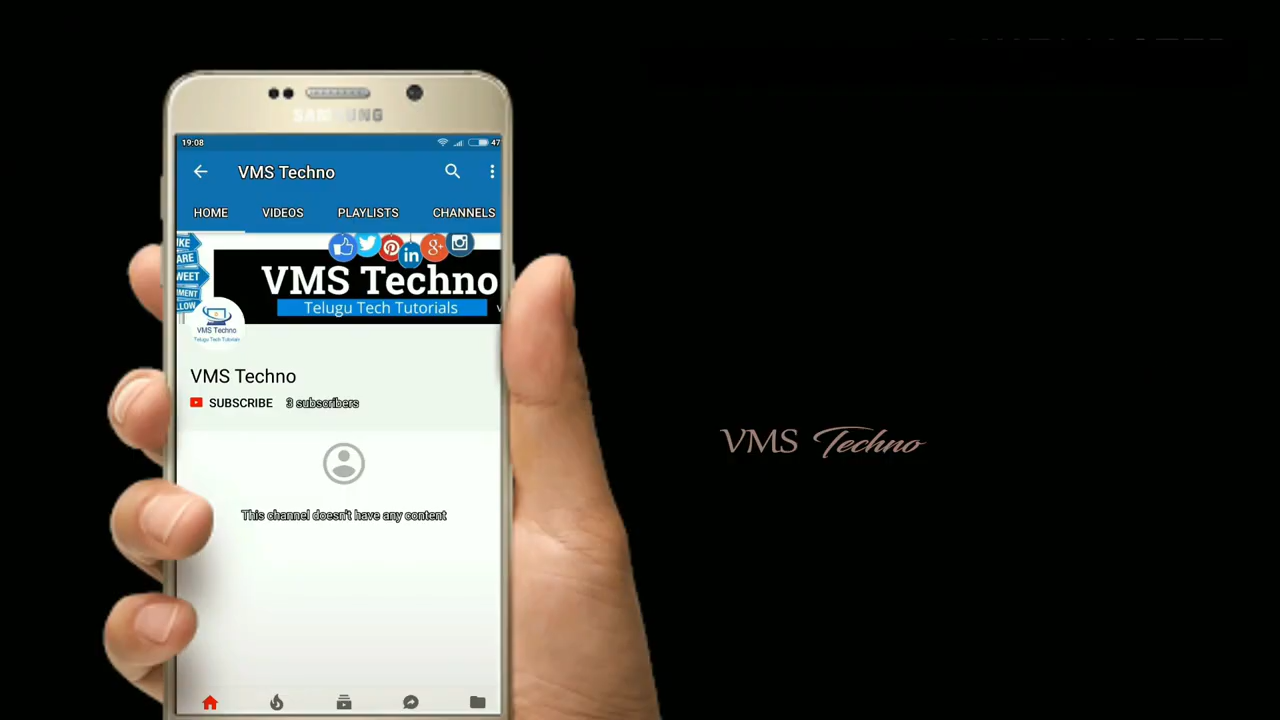 SAMSUNG
19:08
47
VMS Techno
HOME VIDEOS PLAYLISTS CHANNELS
VMS Techno
Telugu Tech Tutorials
VMS Techno
VMS Techno
SUBSCRIBE 3 subscribers
This channel doesn't have any content
VMS Techno